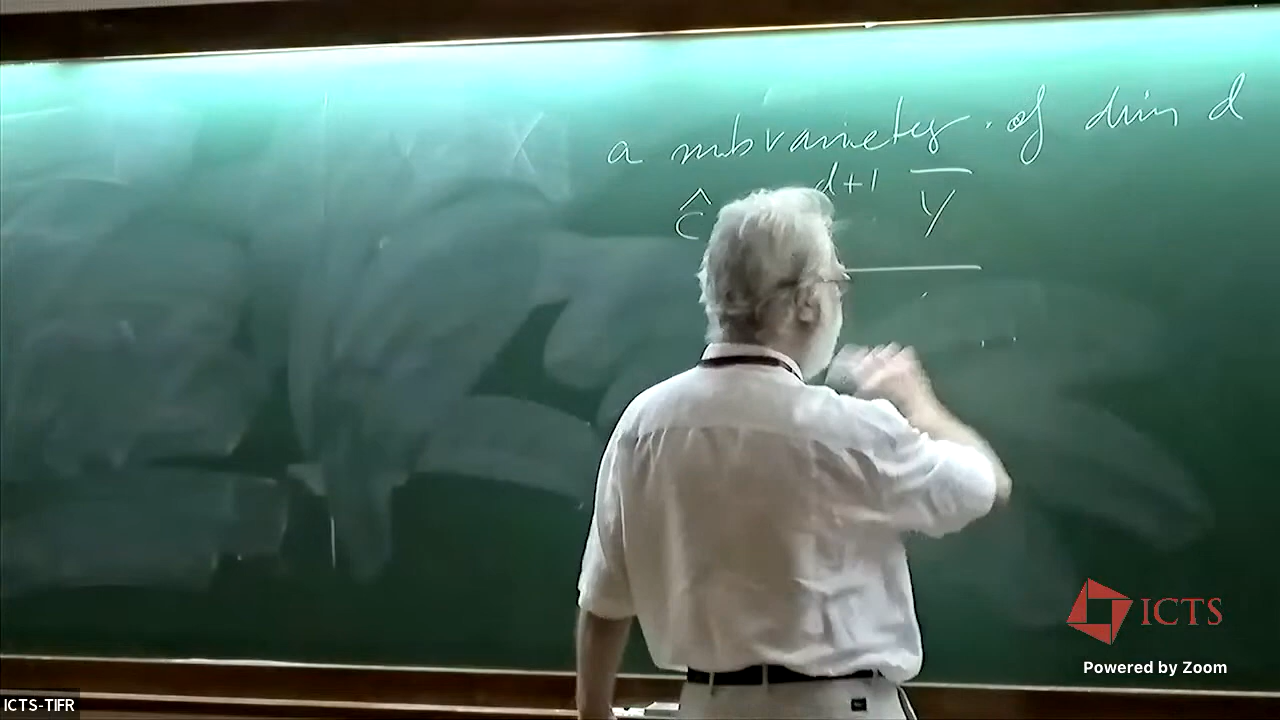 X a subvariety. of dim d
ĉ d+1 Y̅
ICTS
Powered by Zoom
ICTS-TIFR